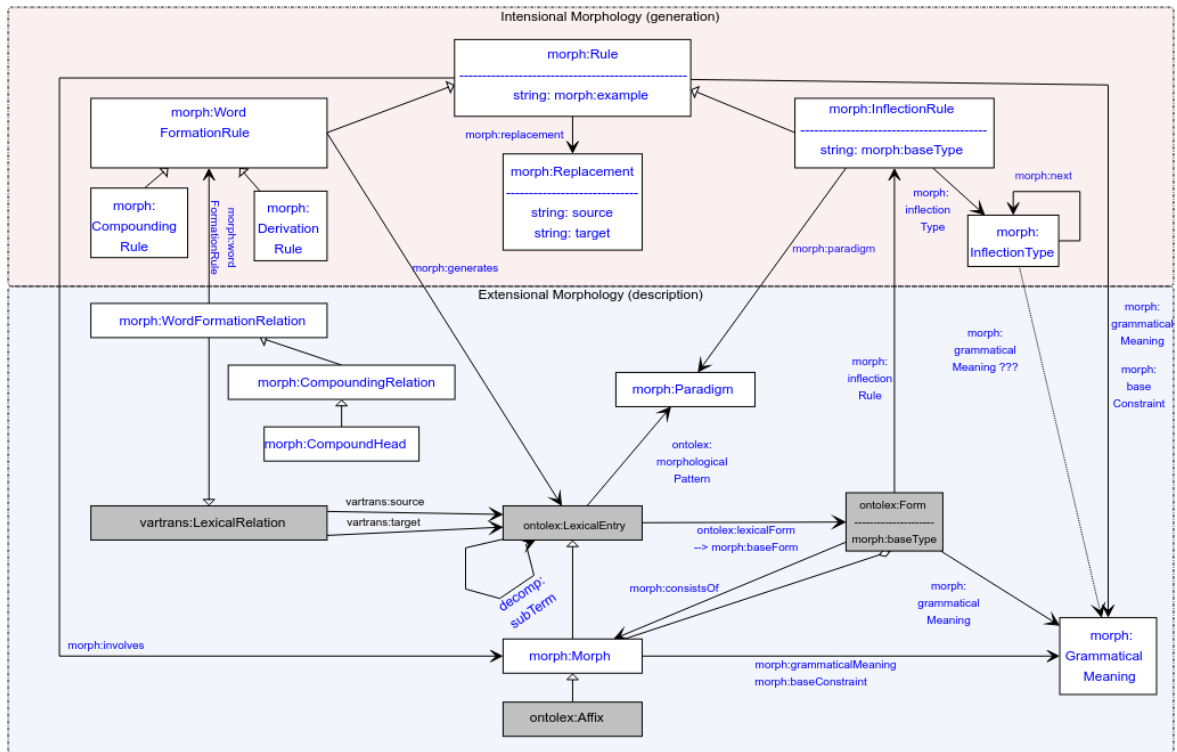 Intensional Morphology (generation)
morph:Rule
string: morph:example
morph:Word
FormationRule
morph:replacement
morph:InflectionRule
string: morph:baseType
morph:Replacement
string: source
string: target
morph:
Compounding
Rule
morph:word
FormationRule
morph:
Derivation
Rule
morph:next
morph:
inflection
Type
morph:
InflectionType
morph:paradigm
morph:generates
Extensional Morphology (description)
morph:WordFormationRelation
morph:
grammatical
Meaning
morph:
base
Constraint
morph:
grammatical
Meaning ???
morph:
inflection
Rule
morph:CompoundingRelation
morph:Paradigm
morph:CompoundHead
ontolex:
morphological
Pattern
vartrans:LexicalRelation
vartrans:source
vartrans:target
ontolex:LexicalEntry
ontolex:lexicalForm
--> morph:baseForm
ontolex:Form
morph:baseType
decomp:
subTerm
morph:consistsOf
morph:
grammatical
Meaning
morph:involves
morph:Morph
morph:grammaticalMeaning
morph:baseConstraint
morph:
Grammatical
Meaning
ontolex:Affix